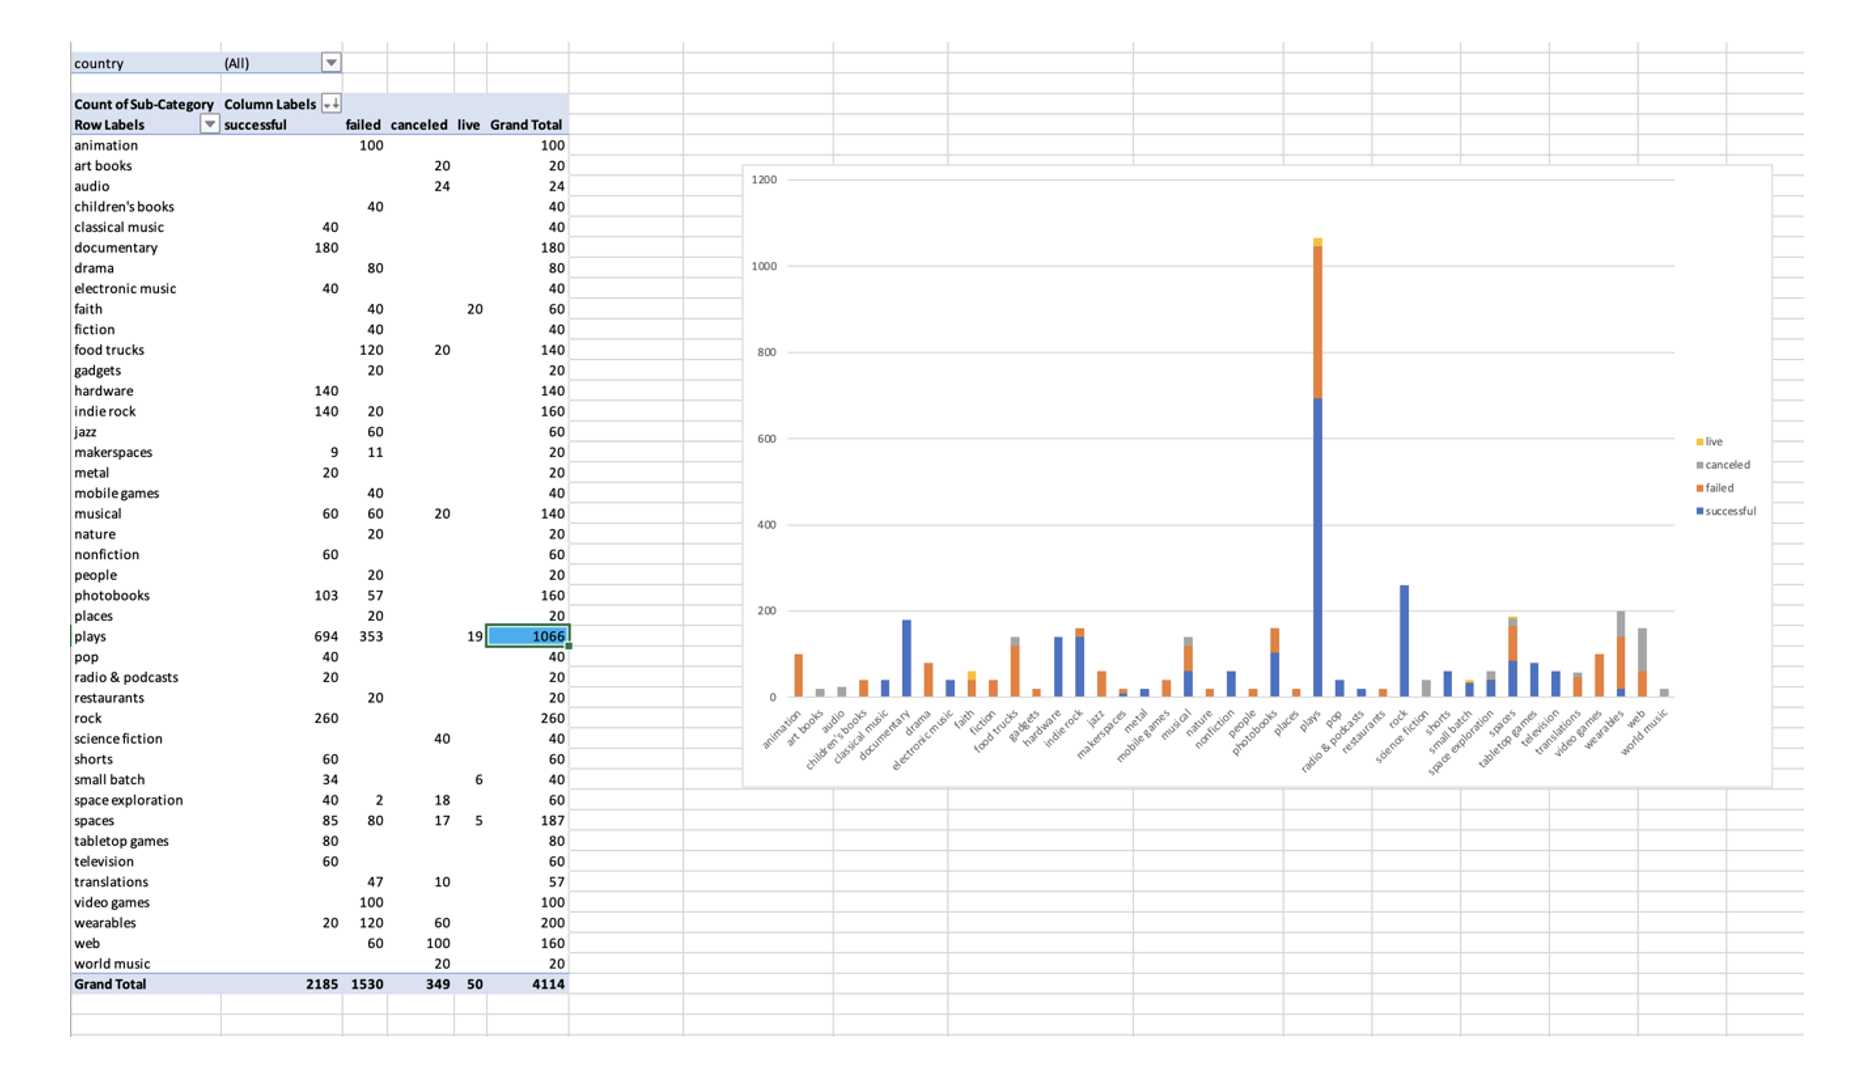 country (All)
Count of Sub-Category Column Labels
Row Labels successful failed canceled live Grand Total
animation 100 100
art books 20 20
audio 24 24
children's books 40 40
classical music 40 40
documentary 180 180
drama 80 80
electronic music 40 40
faith 40 20 60
fiction 40 40
food trucks 120 20 140
gadgets 20 20
hardware 140 140
indie rock 140 20 160
jazz 60 60
makerspaces 9 11 20
metal 20 20
mobile games 40 40
musical 60 60 20 140
nature 20 20
nonfiction 60 60
people 20 20
photobooks 103 57 160
places 20 20
plays 694 353 19 1066
pop 40 40
radio & podcasts 20 20
restaurants 20 20
rock 260 260
science fiction 40 40
shorts 60 60
small batch 34 6 40
space exploration 40 2 18 60
spaces 85 80 17 5 187
tabletop games 80 80
television 60 60
translations 47 10 57
video games 100 100
wearables 20 120 60 200
web 60 100 160
world music 20 20
Grand Total 2185 1530 349 50 4114
1200
1000
800
600
400
200
0
animation
art books
audio
children's books
classical music
documentary
drama
electronic music
faith
fiction
food trucks
gadgets
hardware
indie rock
jazz
makerspaces
metal
mobile games
musical
nature
nonfiction
people
photobooks
places
plays
pop
radio & podcasts
restaurants
rock
science fiction
shorts
small batch
space exploration
spaces
tabletop games
television
translations
video games
wearables
web
world music
live
canceled
failed
successful